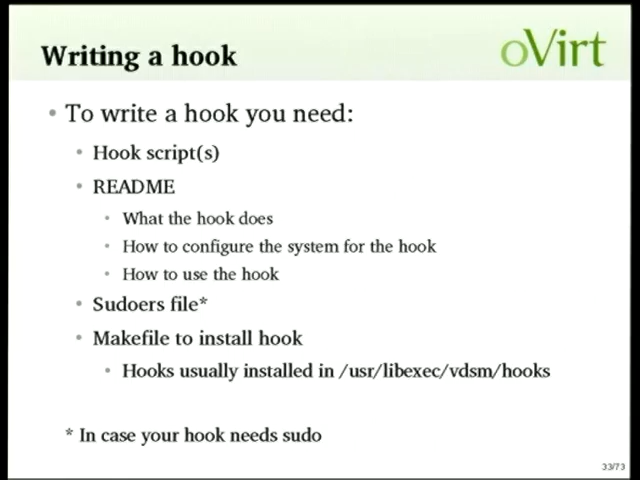 Writing a hook
oVirt
• To write a hook you need:
• Hook script(s)
• README
• What the hook does
• How to configure the system for the hook
• How to use the hook
• Sudoers file*
• Makefile to install hook
• Hooks usually installed in /usr/libexec/vdsm/hooks
* In case your hook needs sudo
33/73